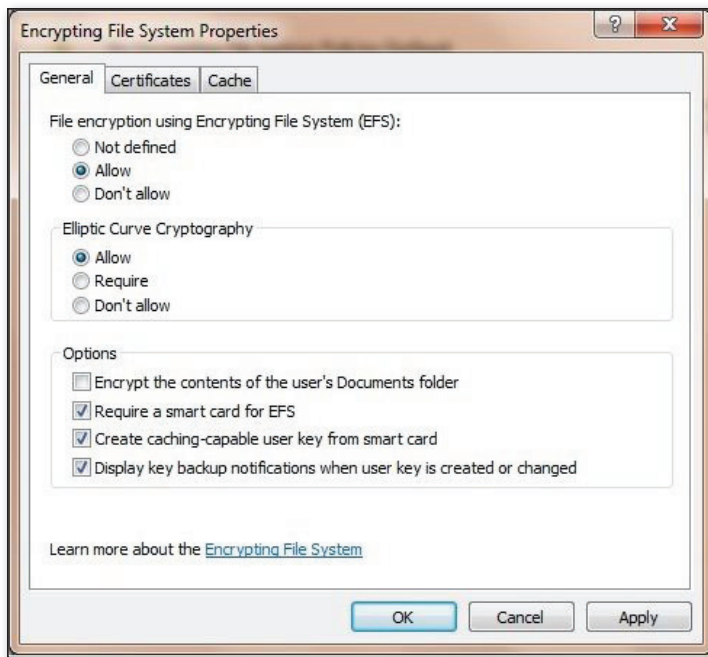 Encrypting File System Properties
?
General Certificates Cache
File encryption using Encrypting File System (EFS):
Not defined
Allow
Don't allow
Elliptic Curve Cryptography
Allow
Require
Don't allow
Options
Encrypt the contents of the user's Documents folder
Require a smart card for EFS
Create caching-capable user key from smart card
Display key backup notifications when user key is created or changed
Learn more about the Encrypting File System
OK Cancel Apply